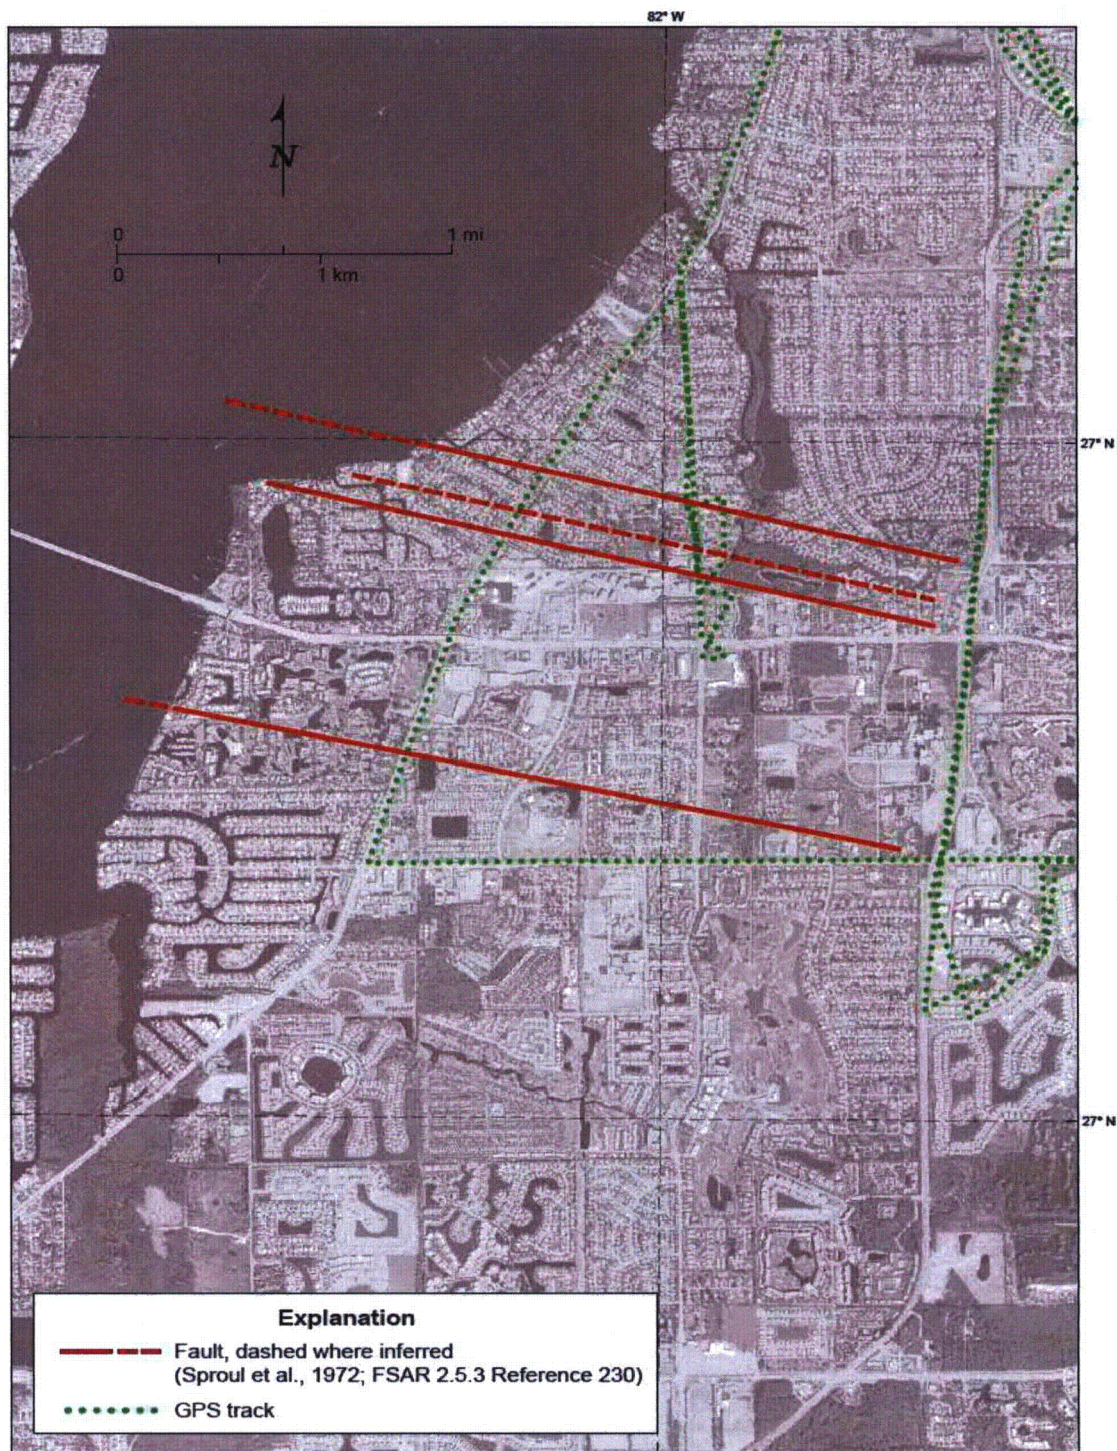 82° W
N
0 1 mi
0 1 km
27° N
27° N
Explanation
Fault, dashed where inferred
(Sproul et al., 1972; FSAR 2.5.3 Reference 230)
GPS track